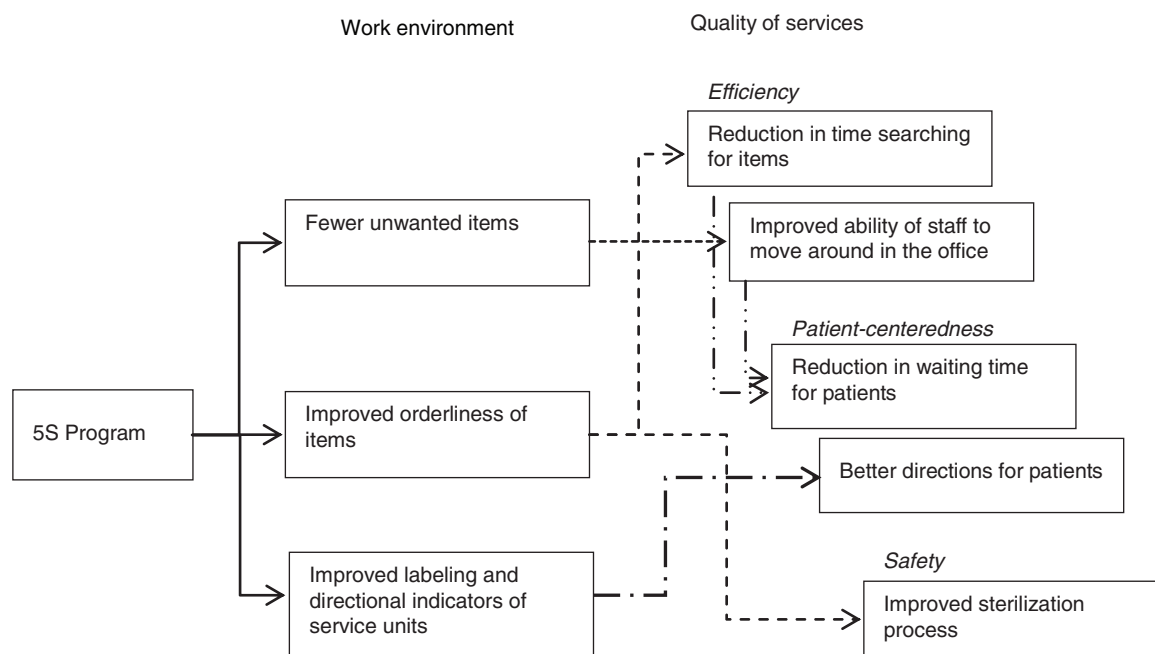 Work environment
Quality of services
Efficiency
Reduction in time searching
for items
Fewer unwanted items
Improved ability of staff to
move around in the office
Patient-centeredness
Reduction in waiting time
for patients
5S Program
Improved orderliness of
items
Better directions for patients
Safety
Improved labeling and
directional indicators of
service units
Improved sterilization
process